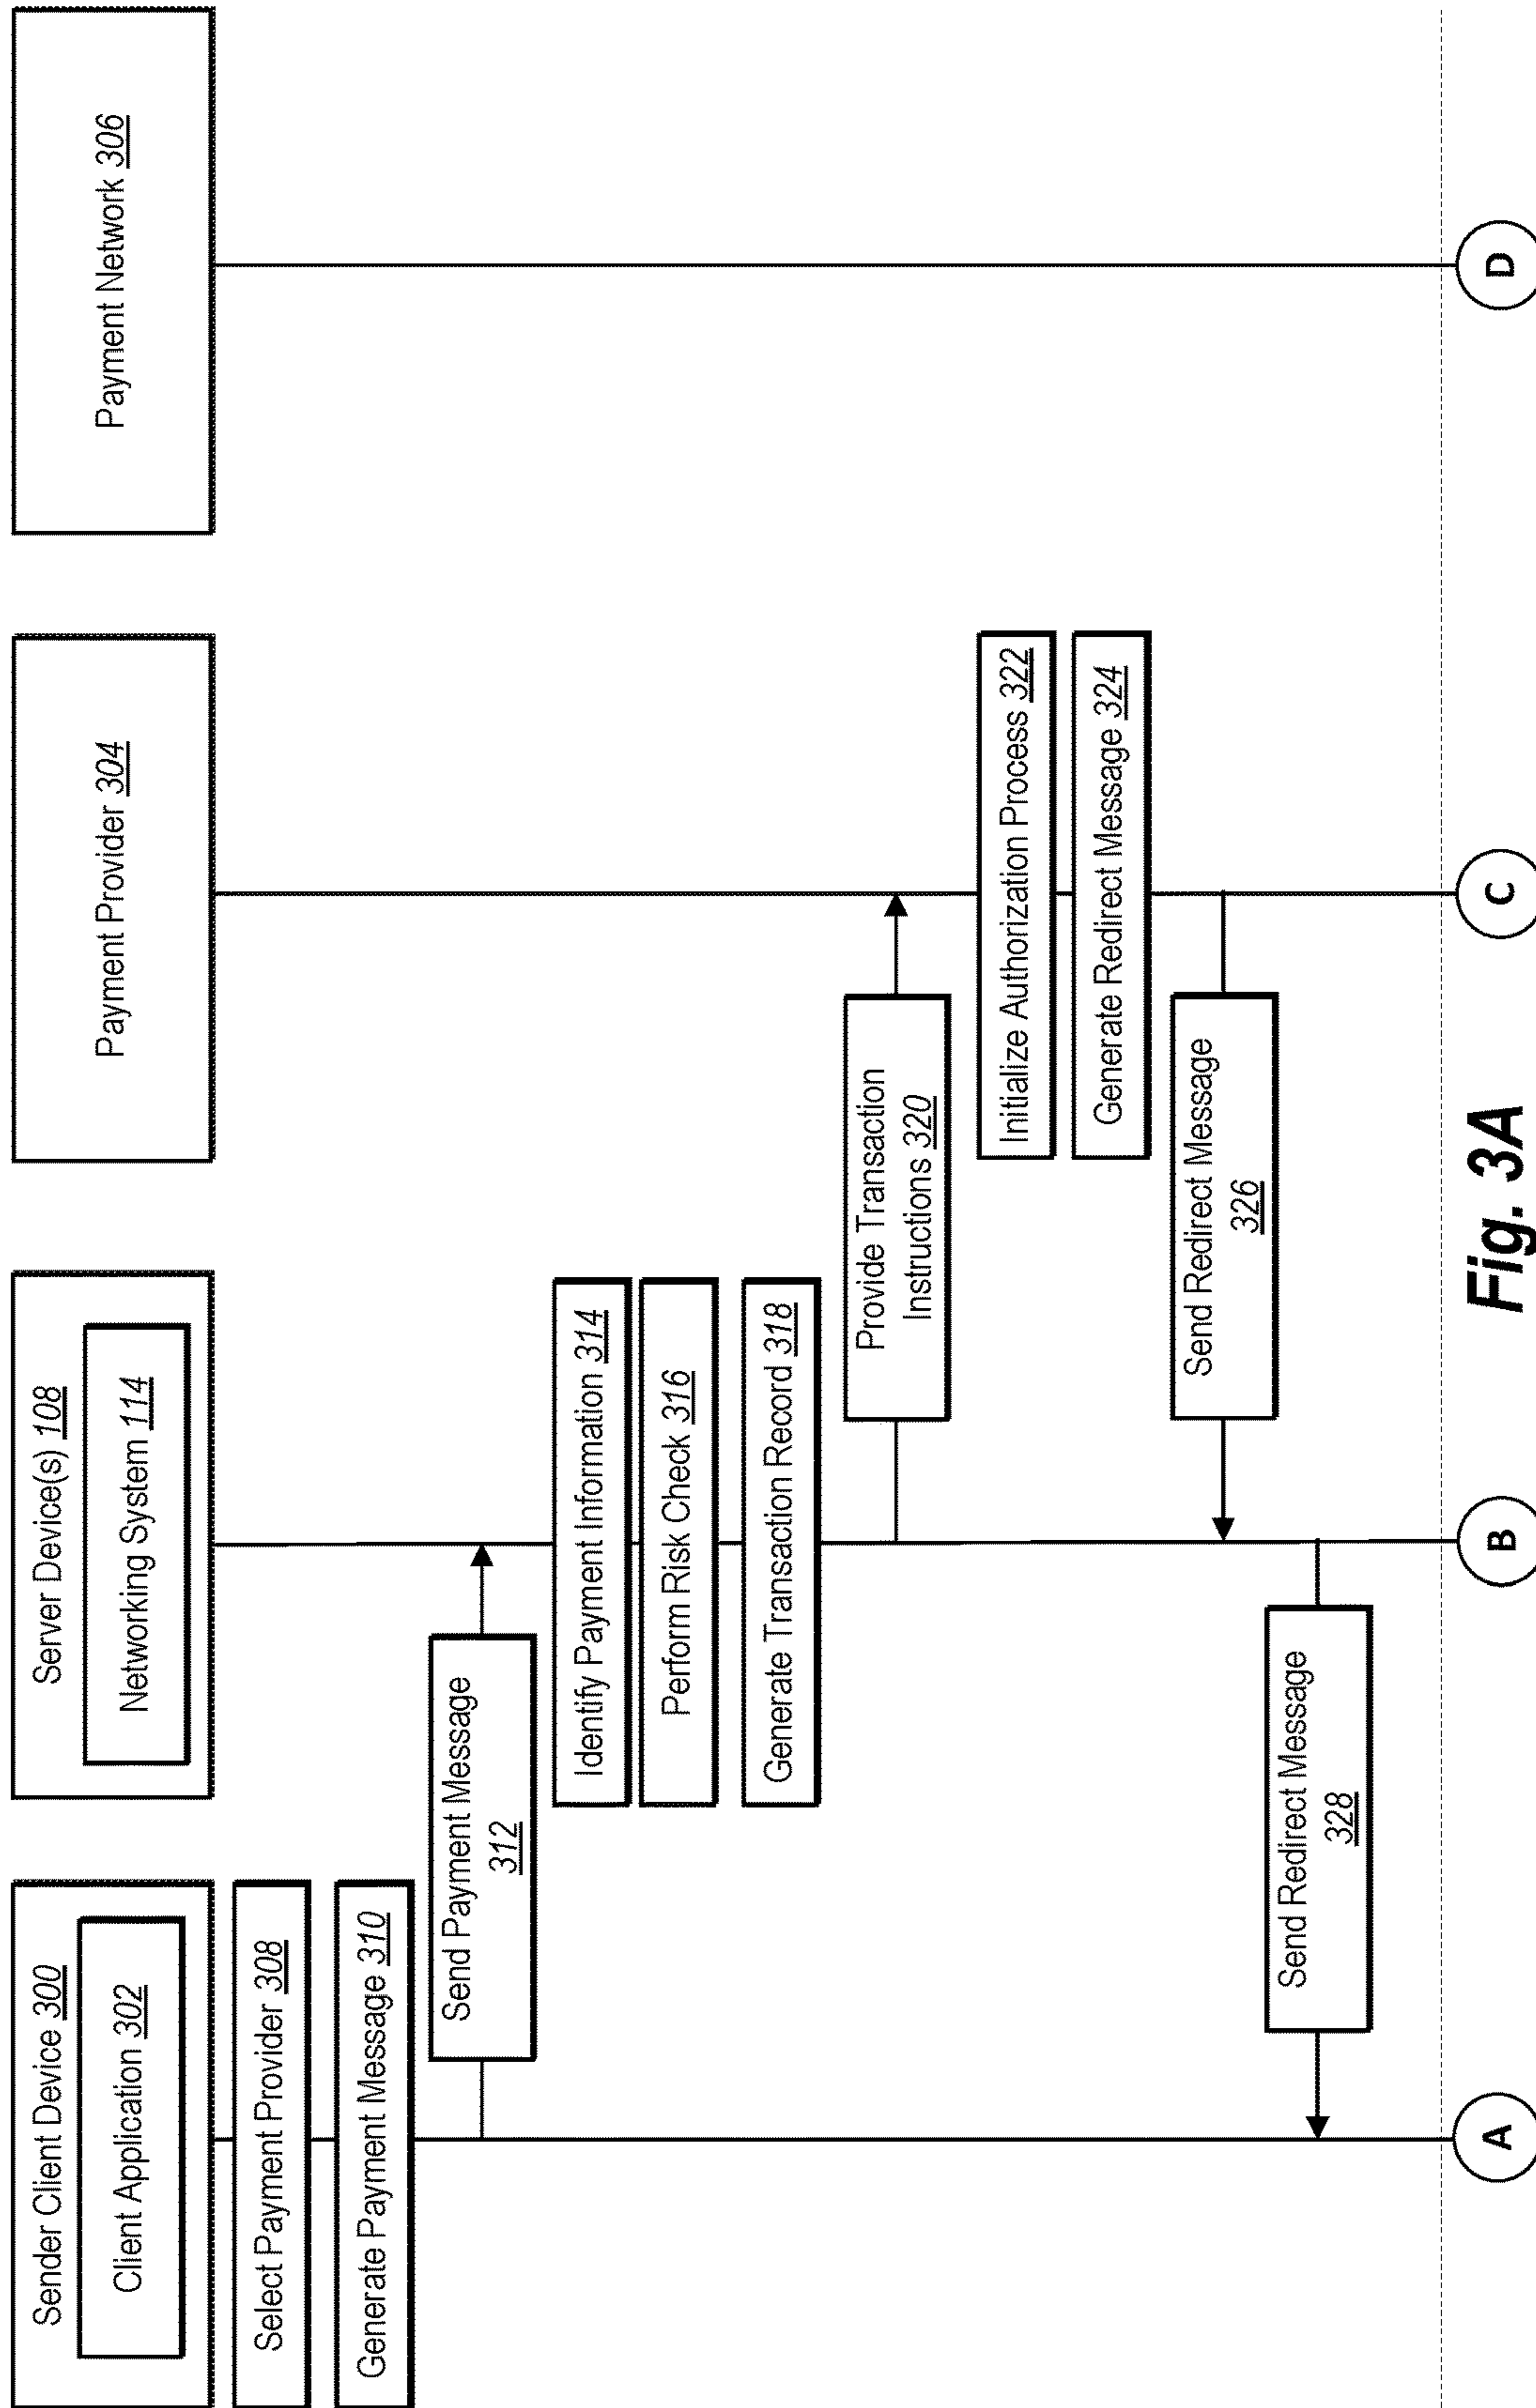 Sender Client Device 300
Client Application 302
Server Device(s) 108
Networking System 114
Payment Provider 304
Payment Network 306
Select Payment Provider 308
Generate Payment Message 310
Send Payment Message
312
Identify Payment Information 314
Perform Risk Check 316
Generate Transaction Record 318
Provide Transaction
Instructions 320
Initialize Authorization Process 322
Generate Redirect Message 324
Send Redirect Message
326
Send Redirect Message
328
A
B
C
D
Fig. 3A